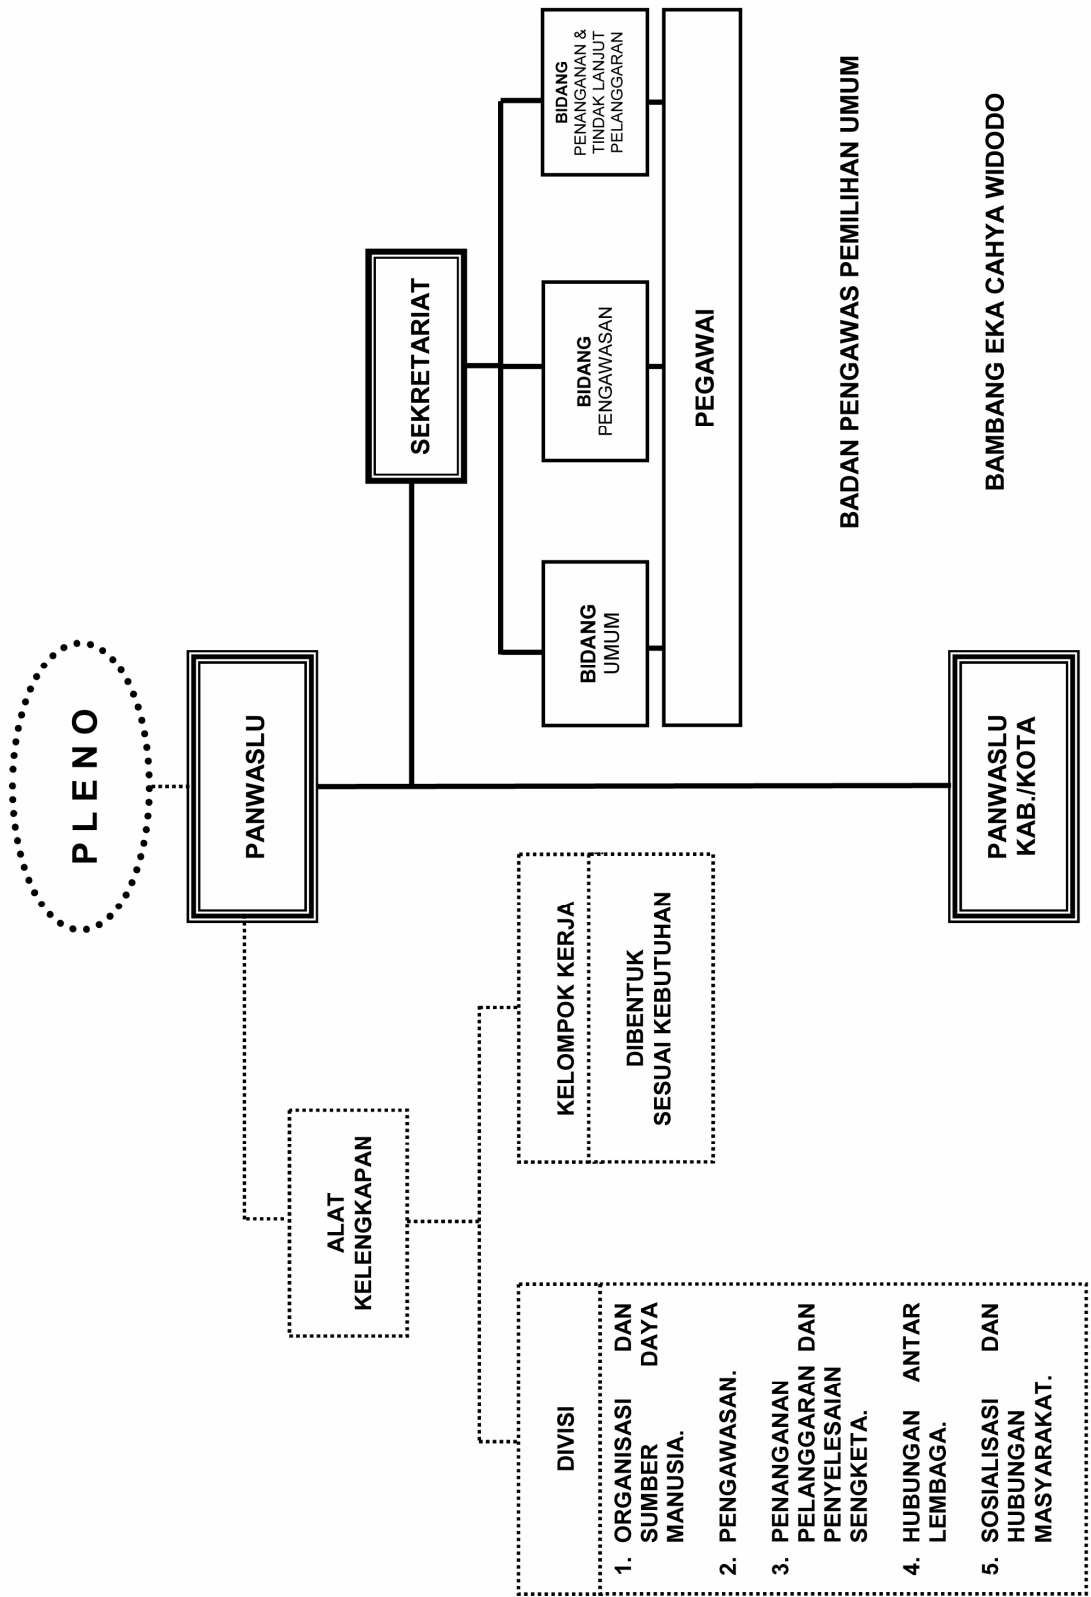 P L E N O
PANWASLU
SEKRETARIAT
ALAT
KELENGKAPAN
DIVISI
1. ORGANISASI DAN
SUMBER DAYA
MANUSIA.
2. PENGAWASAN.
3. PENANGANAN
PELANGGARAN DAN
PENYELESAIAN
SENGKETA.
4. HUBUNGAN ANTAR
LEMBAGA.
5. SOSIALISASI DAN
HUBUNGAN
MASYARAKAT.
KELOMPOK KERJA
DIBENTUK
SESUAI KEBUTUHAN
BIDANG
UMUM
BIDANG
PENGAWASAN
BIDANG
PENANGANAN &
TINDAK LANJUT
PELANGGARAN
PEGAWAI
PANWASLU
KAB./KOTA
BADAN PENGAWAS PEMILIHAN UMUM
BAMBANG EKA CAHYA WIDODO